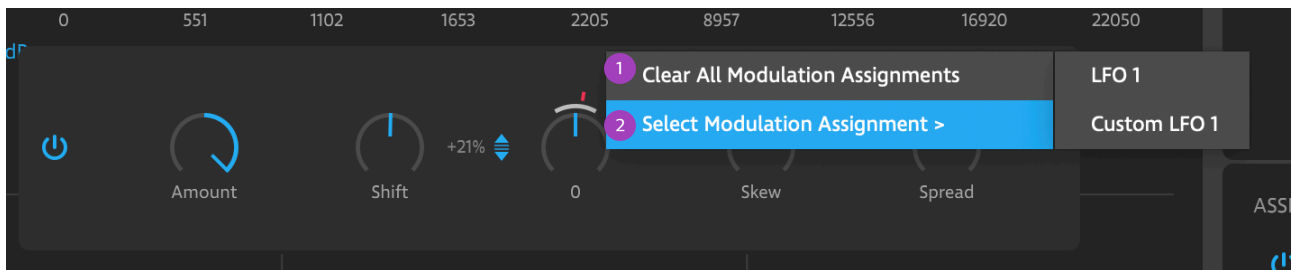 0 551 1102 1653 2205 8957 12556 16920 22050
1 Clear All Modulation Assignments LFO 1
2 Select Modulation Assignment > Custom LFO 1
+21%
Amount Shift 0 Skew Spread
ASSI